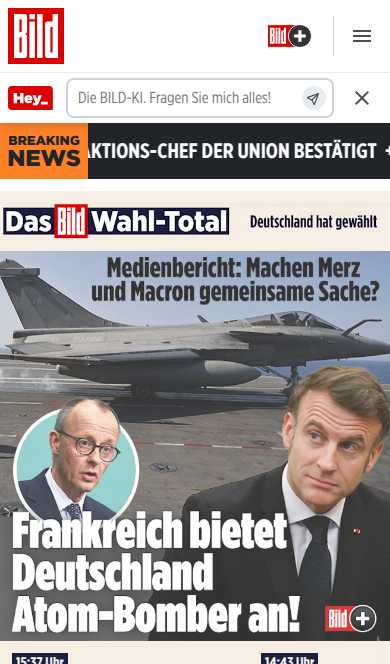 Bild
Bild+
Hey_
Die BILD-KI. Fragen Sie mich alles!
BREAKING
NEWS
AKTIONS-CHEF DER UNION BESTÄTIGT +
Das Bild Wahl-Total
Deutschland hat gewählt
Medienbericht: Machen Merz
und Macron gemeinsame Sache?
Frankreich bietet
Deutschland
Atom-Bomber an!
Bild+
15:37 Uhr
14:43 Uhr